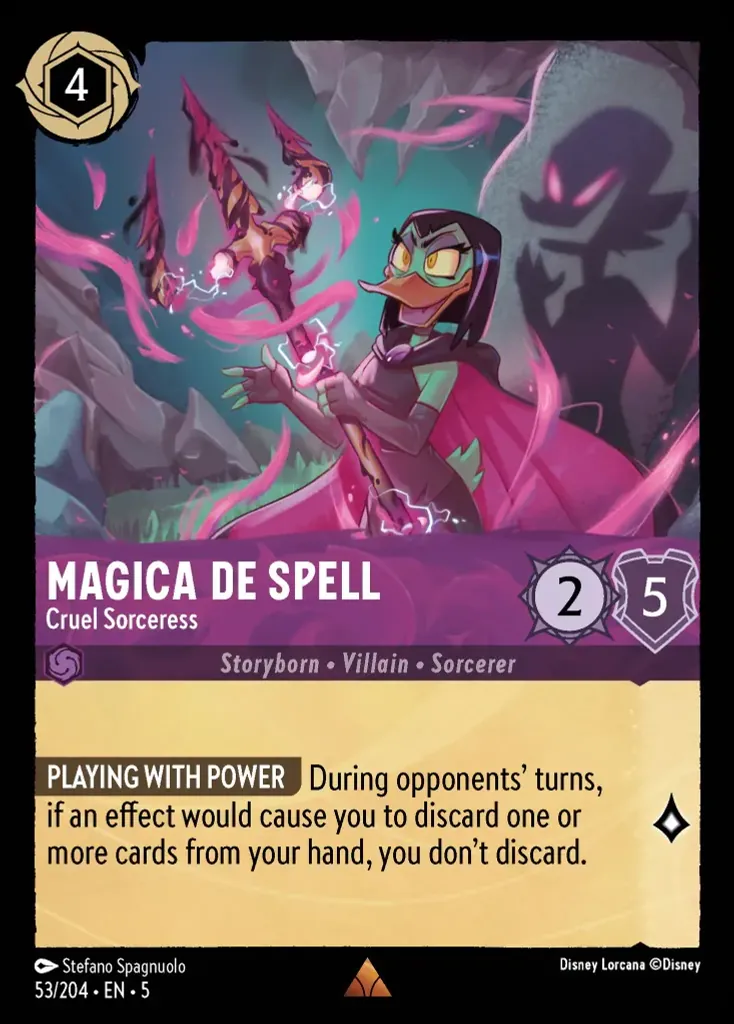 4
MAGICA DE SPELL
Cruel Sorceress
2
5
Storyborn • Villain • Sorcerer
PLAYING WITH POWER During opponents’ turns,
if an effect would cause you to discard one or
more cards from your hand, you don’t discard.
Stefano Spagnuolo
Disney Lorcana ©Disney
53/204 • EN • 5